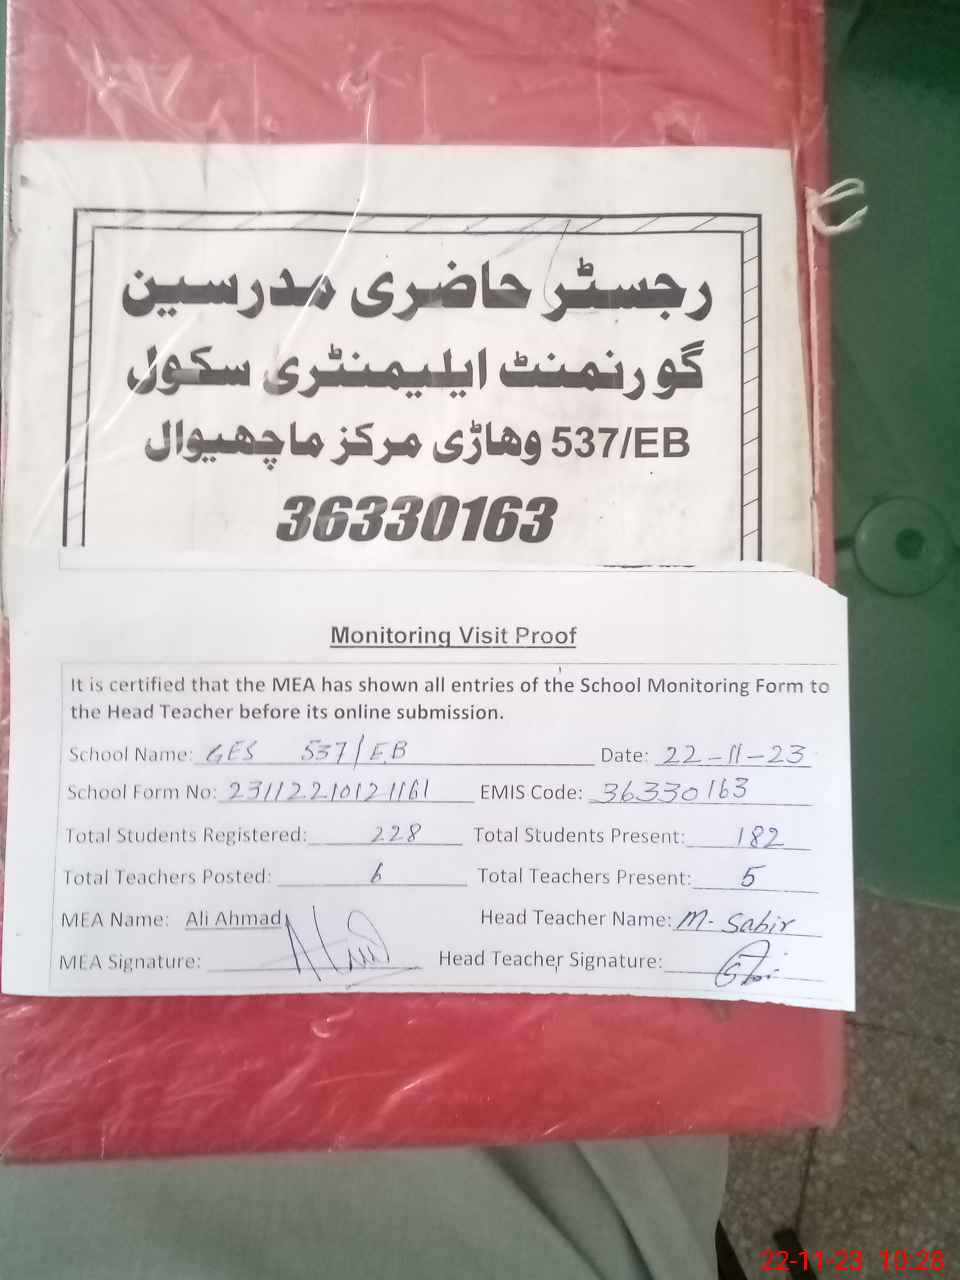 رجسٹر حاضری مدرسین
گورنمنٹ ایلیمنٹری سکول
537/EB وھاڑی مرکز ماچھیوال
36330163
Monitoring Visit Proof
It is certified that the MEA has shown all entries of the School Monitoring Form to
the Head Teacher before its online submission.
School Name: GES 537/EB Date: 22-11-23
School Form No: 23112210121161 EMIS Code: 36330163
Total Students Registered: 228 Total Students Present: 182
Total Teachers Posted: 6 Total Teachers Present: 5
MEA Name: Ali Ahmad Head Teacher Name: M. Sabir
MEA Signature: Head Teacher Signature:
22-11-23 10:28